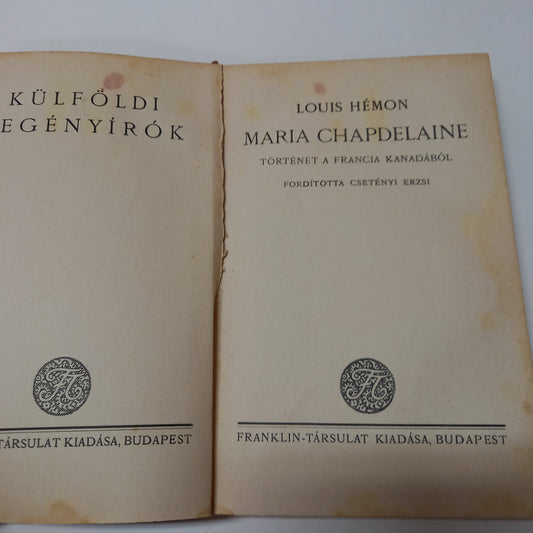 KÜLFÖLDI
EGÉNYÍRÓK
TÁRSULAT KIADÁSA, BUDAPEST
LOUIS HÉMON
MARIA CHAPDELAINE
TÖRTÉNET A FRANCIA KANADÁBÓL
FORDÍTOTTA CSETÉNYI ERZSI
FRANKLIN-TÁRSULAT KIADÁSA, BUDAPEST